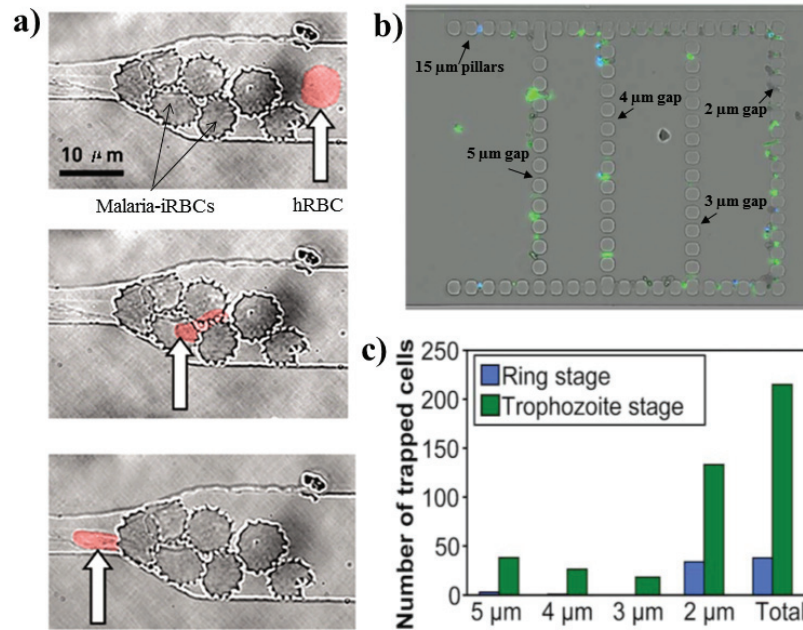 a)
10 μm
Malaria-iRBCs
hRBC
b)
15 μm pillars
4 μm gap
2 μm gap
5 μm gap
3 μm gap
c)
250
200
150
100
50
0
Number of trapped cells
Ring stage
Trophozoite stage
5 μm
4 μm
3 μm
2 μm
Total